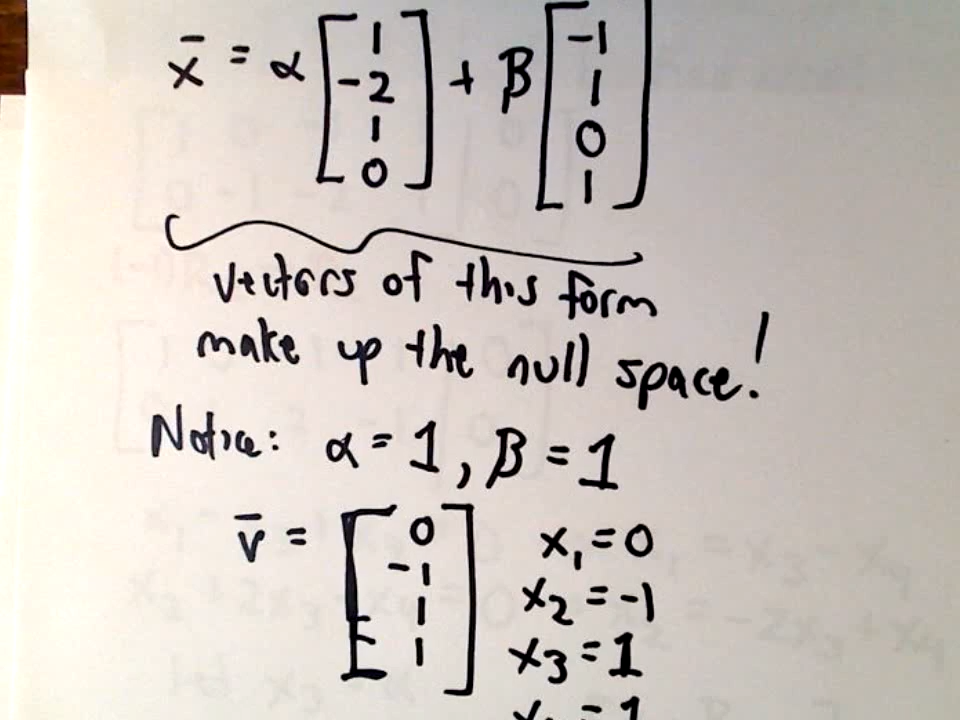 x̄ = α [1 -2 1 0] + β [-1 1 0 1]
vectors of this form
make up the null space!
Notice: α = 1, β = 1
v̄ = [0 -1 1 1]
x₁ = 0
x₂ = -1
x₃ = 1